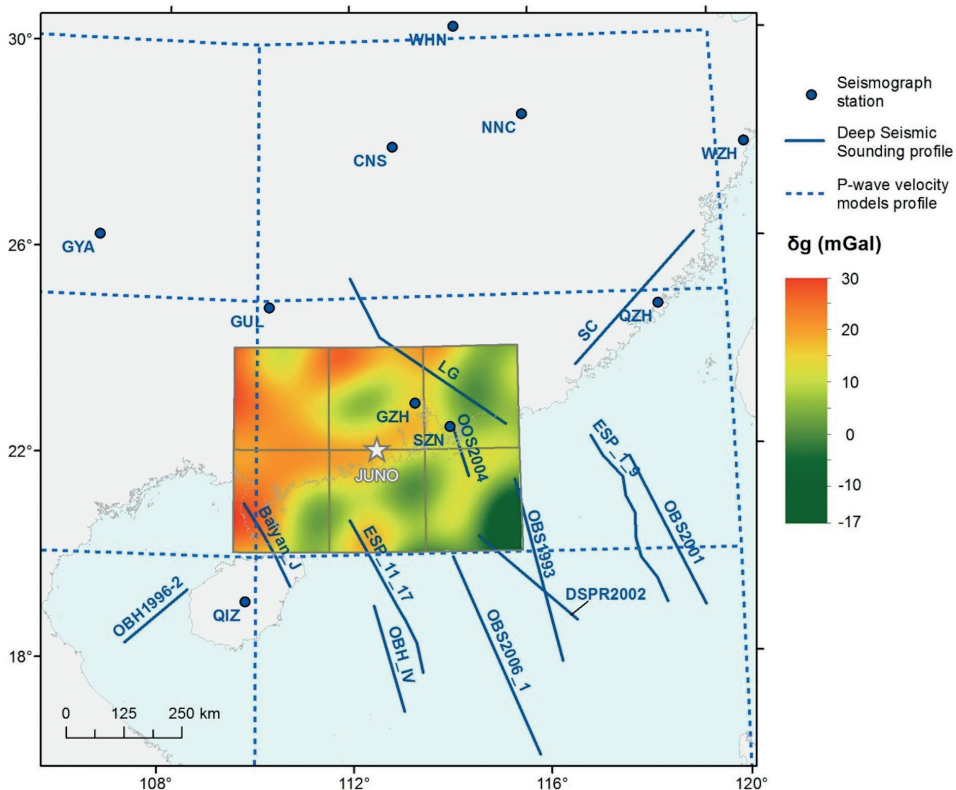 30°
26°
22°
18°
108°
112°
116°
120°
WHN
NNC
CNS
WZH
GYA
GUL
QZH
SC
LG
GZH
SZN
OOS2004
JUNO
ESP_1_9
OBS2001
Baiyan_J
ESP_11_17
OBS1993
DSPR2002
OBH1996-2
QIZ
OBH_IV
OBS2006_1
0 125 250 km
Seismograph
station
Deep Seismic
Sounding profile
P-wave velocity
models profile
δg (mGal)
30
20
10
0
-10
-17